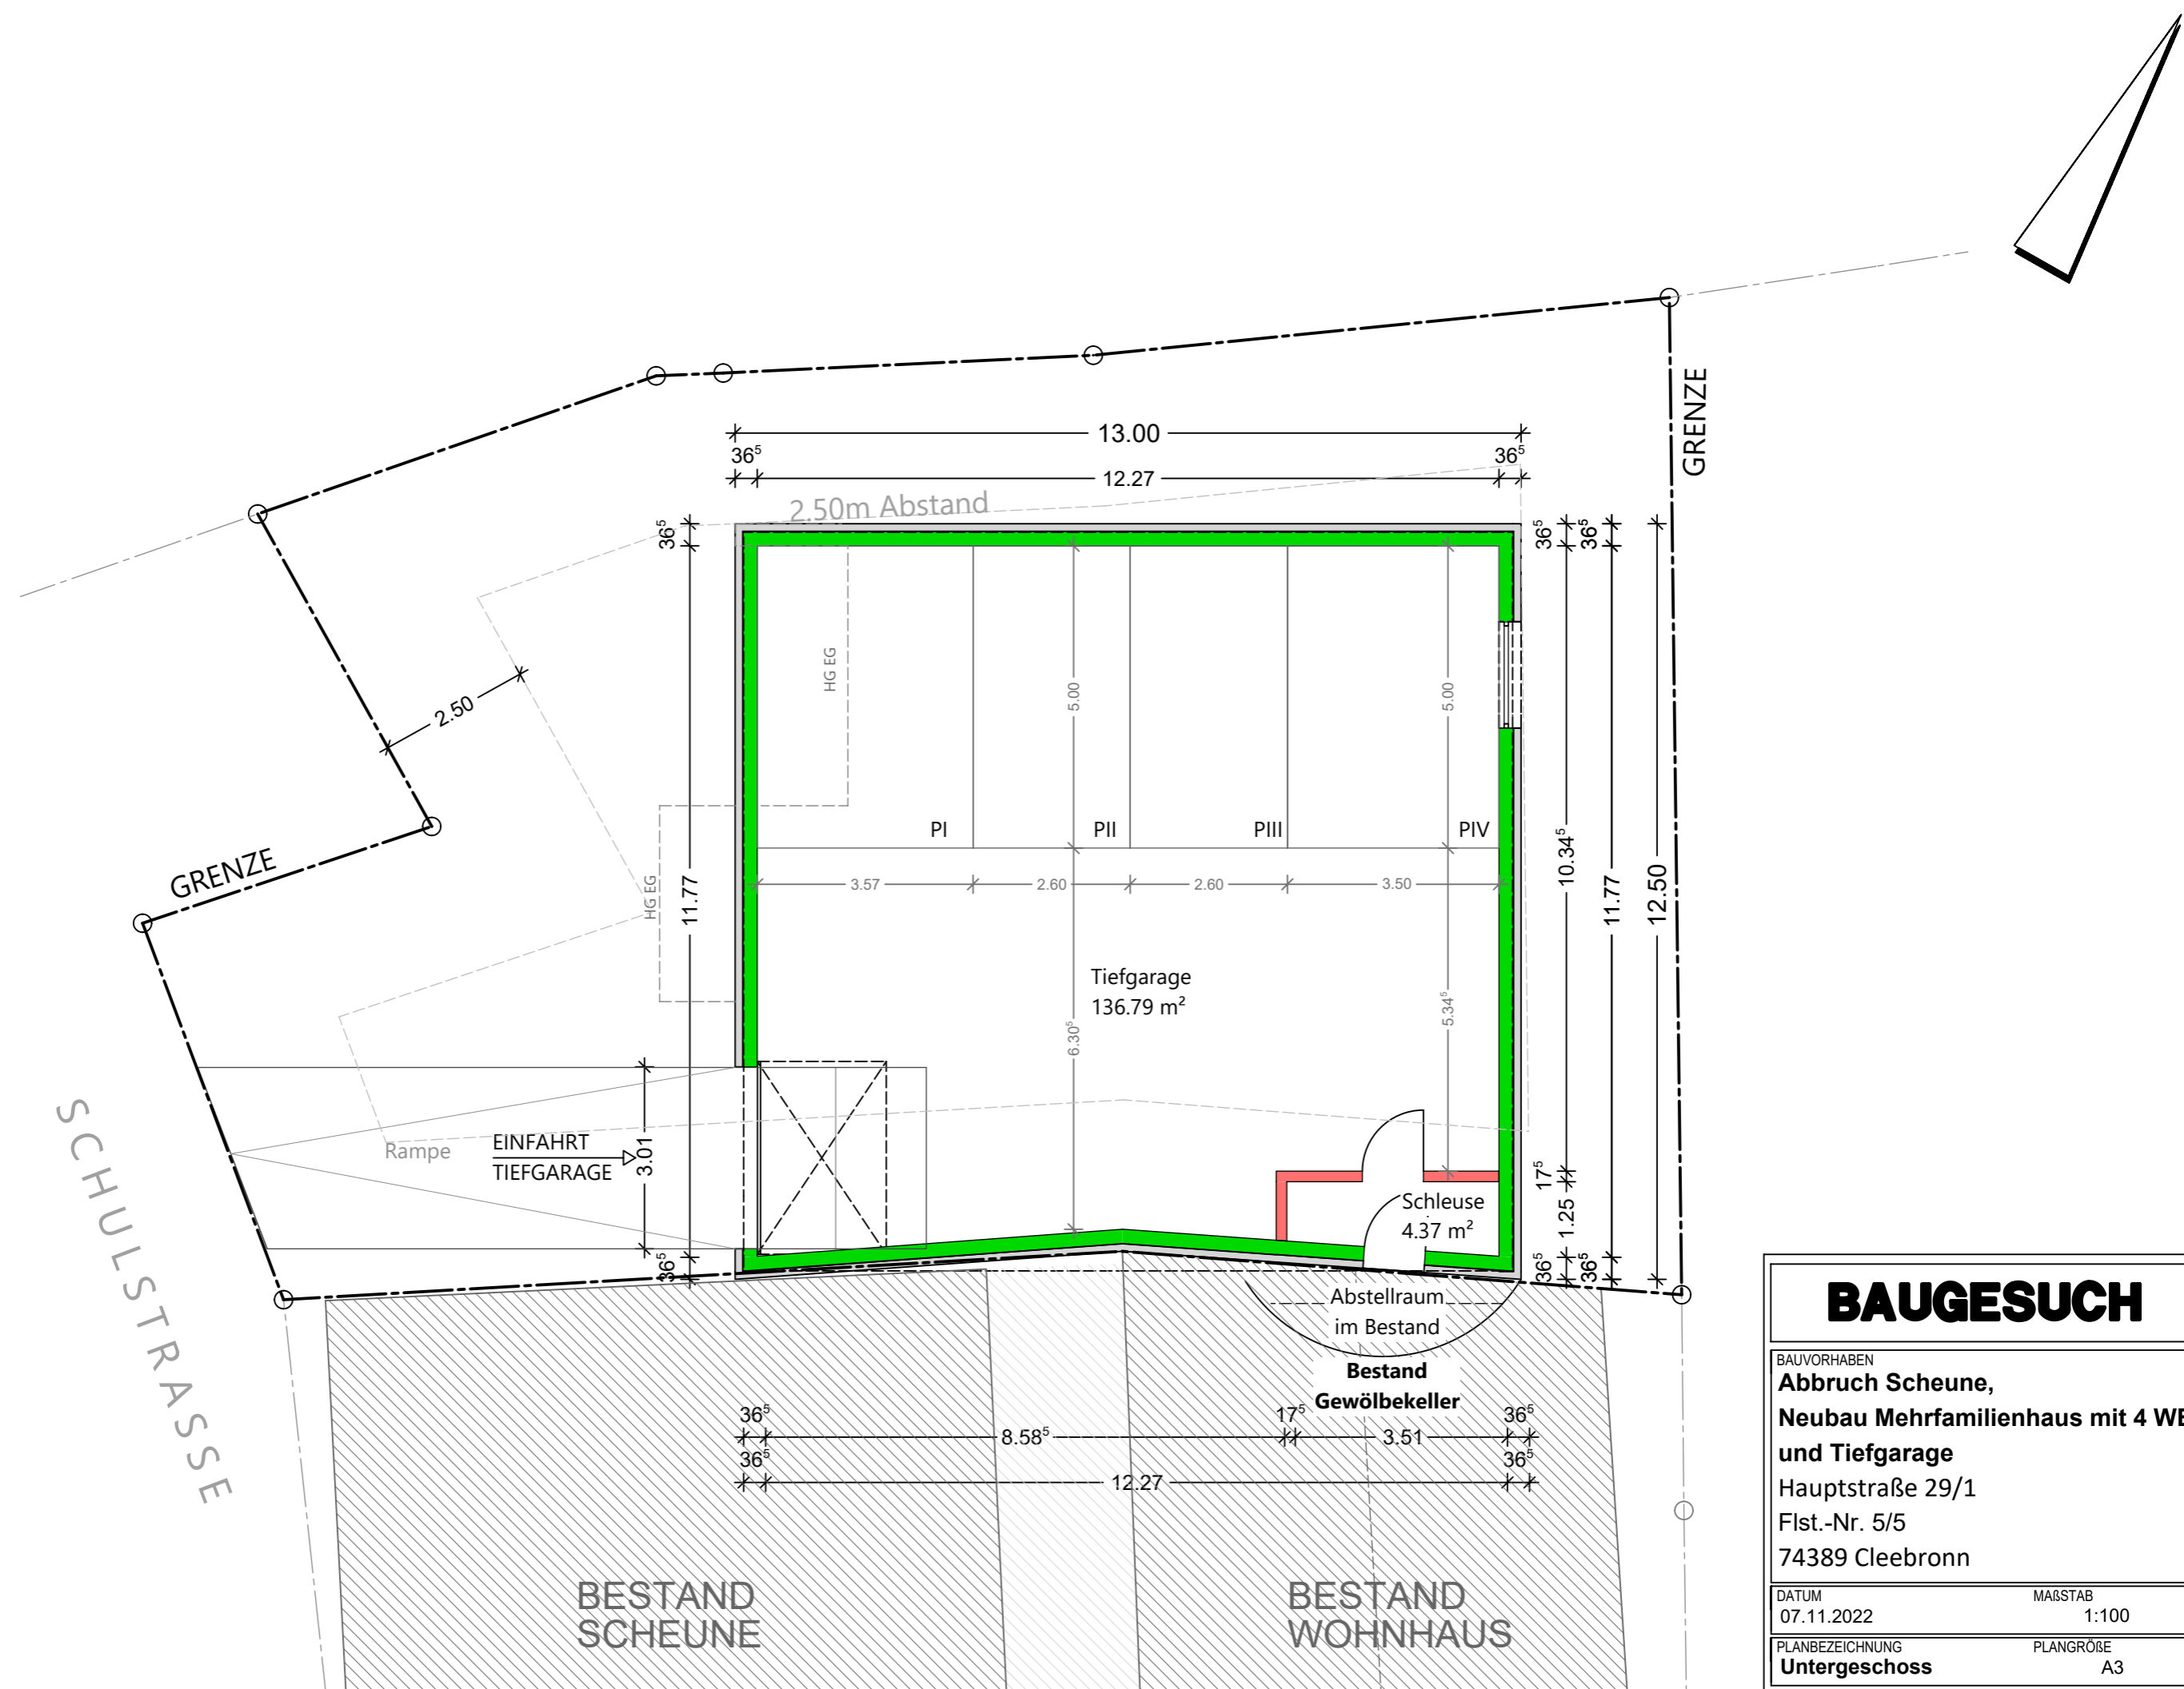 GRENZE
13.00
36⁵
36⁵
12.27
2.50m Abstand
36⁵
36⁵
36⁵
HG EG
5.00
5.00
2.50
PI
PII
PIII
PIV
GRENZE
HG EG
11.77
3.57
2.60
2.60
3.50
10.34⁵
11.77
12.50
Tiefgarage
136.79 m²
6.30⁵
5.34⁵
SCHULSTRASSE
Rampe
EINFAHRT
TIEFGARAGE
3.01
Schleuse
4.37 m²
17⁵
1.25
36⁵
36⁵
36⁵
Abstellraum
im Bestand
Bestand
Gewölbekeller
36⁵
17⁵
36⁵
8.58⁵
3.51
36⁵
36⁵
12.27
BESTAND
SCHEUNE
BESTAND
WOHNHAUS
BAUGESUCH
BAUVORHABEN
Abbruch Scheune,
Neubau Mehrfamilienhaus mit 4 WE
und Tiefgarage
Hauptstraße 29/1
Flst.-Nr. 5/5
74389 Cleebronn
DATUM
MAßSTAB
07.11.2022
1:100
PLANBEZEICHNUNG
PLANGRÖßE
Untergeschoss
A3